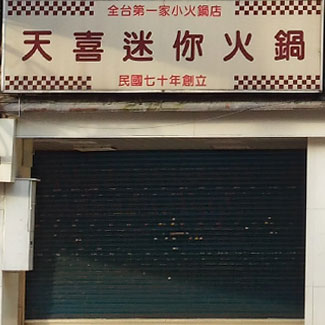 全台第一家小火鍋店
天喜迷你火鍋
民國七十年創立